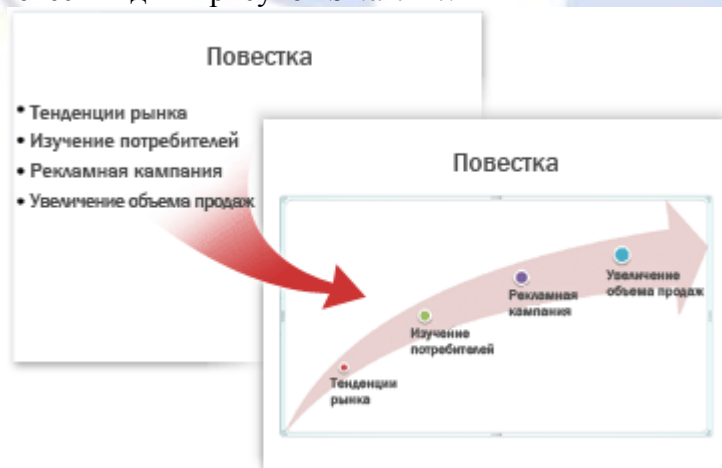 Повестка
• Тенденции рынка
• Изучение потребителей
• Рекламная кампания
• Увеличение объема продаж
Повестка
Увеличение
объема продаж
Рекламная
кампания
Изучение
потребителей
Тенденции
рынка